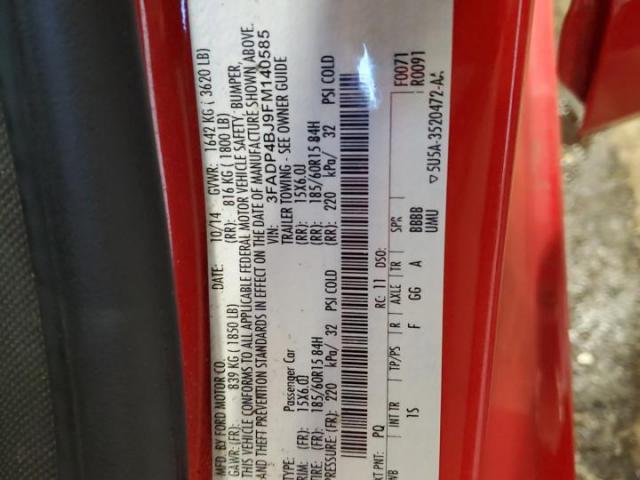 MFD. BY FORD MOTOR CO.
DATE: 10/14 GVWR: 1642 KG ( 3620 LB)
GAWR: (FR): 839 KG (1850 LB) (RR): 816 KG (1800 LB)
THIS VEHICLE CONFORMS TO ALL APPLICABLE FEDERAL MOTOR VEHICLE SAFETY, BUMPER,
AND THEFT PREVENTION STANDARDS IN EFFECT ON THE DATE OF MANUFACTURE SHOWN ABOVE.
VIN: 3FADP4BJ9FM140585
TYPE: Passenger Car TRAILER TOWING - SEE OWNER GUIDE
RIM: (FR): 15X6.0J (RR): 15X6.0J
TIRE: (FR): 185/60R15 84H (RR): 185/60R15 84H
PRESSURE: (FR): 220 kPa/ 32 PSI COLD (RR): 220 kPa/ 32 PSI COLD
EXT PNT: PQ RC: 11 DSO: F0071
R0091
WB INT TR TP/PS R AXLE TR SPR
15 F GG A BBBB
UMU
5U5A-3520472-A